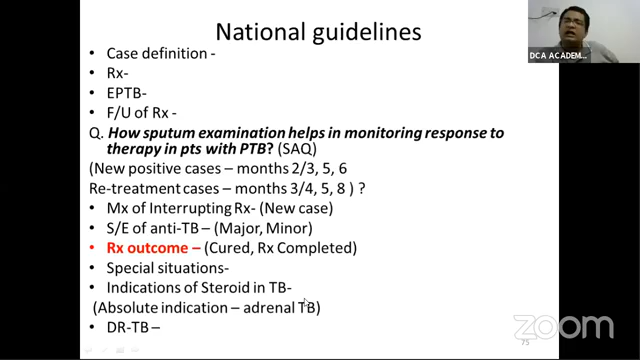 National guidelines
• Case definition -
• Rx-
• EPTB-
• F/U of Rx -
Q. How sputum examination helps in monitoring response to
therapy in pts with PTB? (SAQ)
(New positive cases – months 2/3, 5, 6
Re-treatment cases – months 3/4, 5, 8 ) ?
• Mx of Interrupting Rx- (New case)
• S/E of anti-TB – (Major, Minor)
• Rx outcome – (Cured, Rx Completed)
• Special situations-
• Indications of Steroid in TB-
(Absolute indication – adrenal TB)
• DR-TB –
DCA ACADEM...
zoom
75